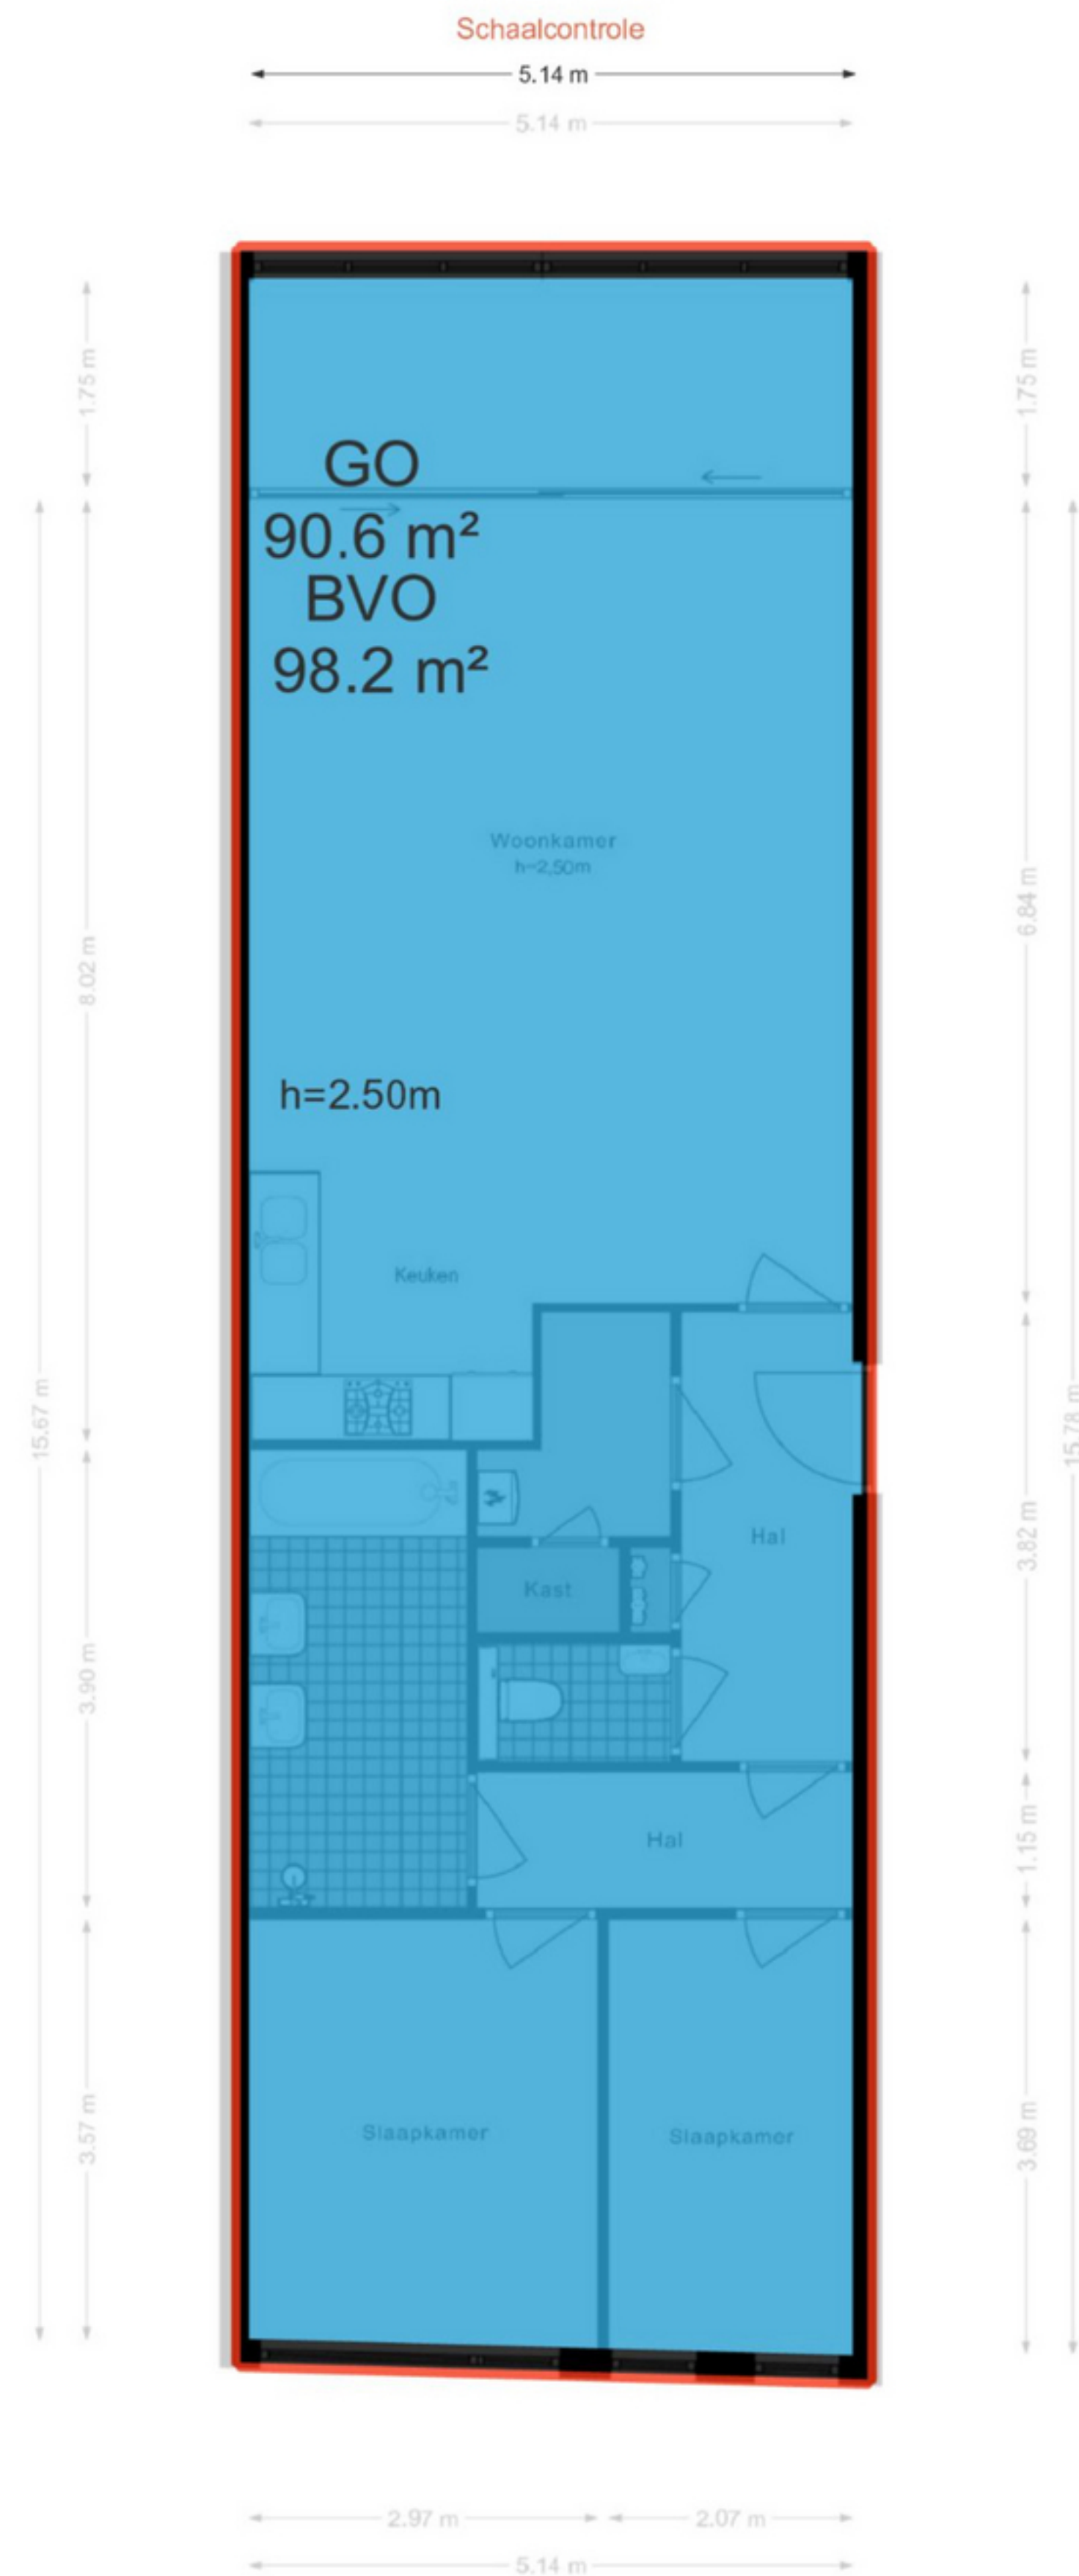 Schaalcontrole
5.14 m
5.14 m
1.75 m
1.75 m
GO
90.6 m²
BVO
98.2 m²
Woonkamer
h=2,50m
6.84 m
8.02 m
h=2.50m
Keuken
15.67 m
15.78 m
Hal
3.82 m
Kast
3.90 m
Hal
1.15 m
Slaapkamer
Slaapkamer
3.57 m
3.69 m
2.97 m
2.07 m
5.14 m